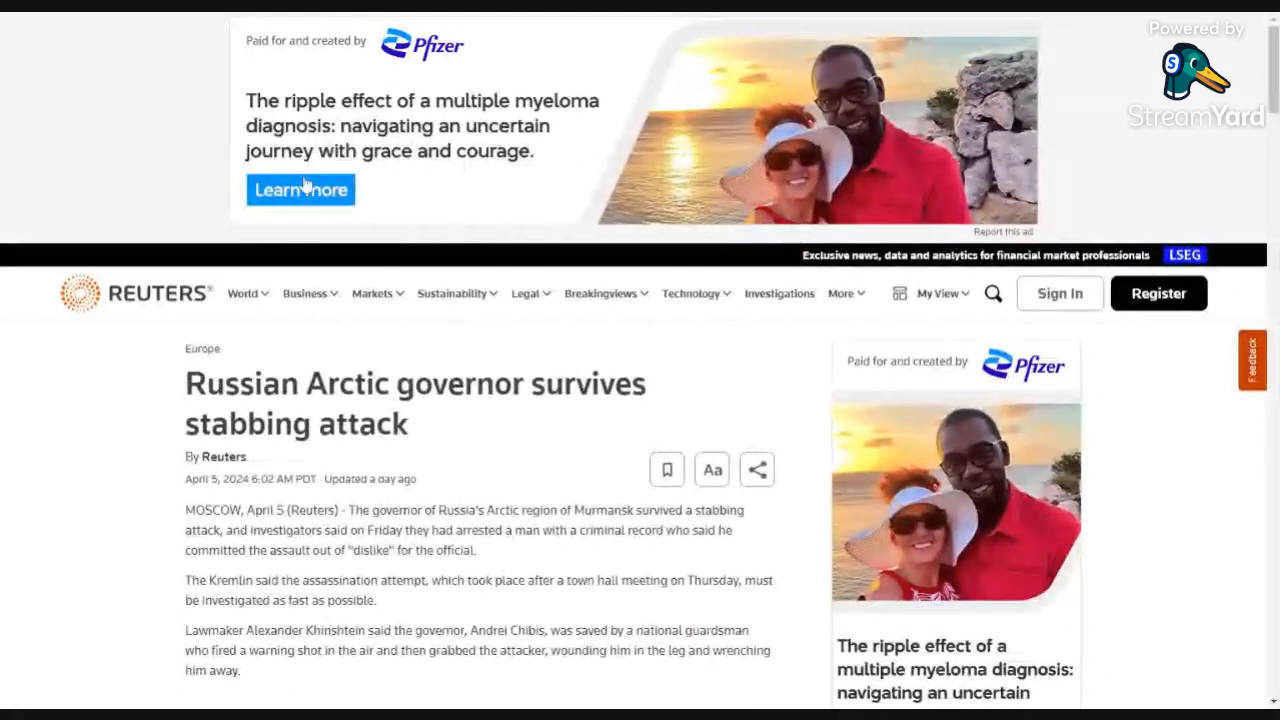 Powered by
StreamYard
Paid for and created by Pfizer
The ripple effect of a multiple myeloma
diagnosis: navigating an uncertain
journey with grace and courage.
Learn more
Report this ad
Exclusive news, data and analytics for financial market professionals LSEG
REUTERS® World Business Markets Sustainability Legal Breakingviews Technology Investigations More My View Sign In Register
Feedback
Europe
Russian Arctic governor survives
stabbing attack
By Reuters
April 5, 2024 6:02 AM PDT · Updated a day ago
Aa
MOSCOW, April 5 (Reuters) - The governor of Russia's Arctic region of Murmansk survived a stabbing
attack, and investigators said on Friday they had arrested a man with a criminal record who said he
committed the assault out of "dislike" for the official.
The Kremlin said the assassination attempt, which took place after a town hall meeting on Thursday, must
be investigated as fast as possible.
Lawmaker Alexander Khinshtein said the governor, Andrei Chibis, was saved by a national guardsman
who fired a warning shot in the air and then grabbed the attacker, wounding him in the leg and wrenching
him away.
Paid for and created by Pfizer
The ripple effect of a
multiple myeloma diagnosis:
navigating an uncertain